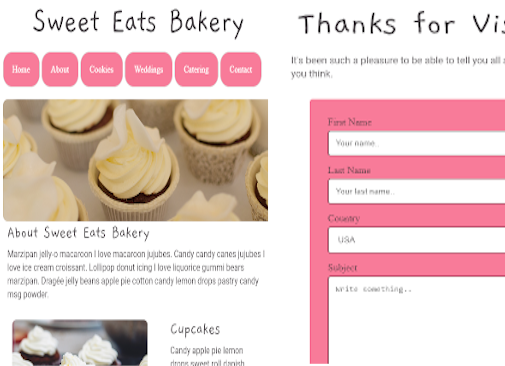 Sweet Eats Bakery
Home About Cookies Weddings Catering Contact
About Sweet Eats Bakery
Marzipan jelly-o macaroon I love macaroon jujubes. Candy candy canes jujubes I
love ice cream croissant. Lollipop donut icing I love liquorice gummi bears
marzipan. Dragée jelly beans apple pie cotton candy lemon drops pastry candy
msg powder.
Cupcakes
Candy apple pie lemon
drops sweet roll danish
Thanks for Vis
It's been such a pleasure to be able to tell you all
you think.
First Name
Your name..
Last Name
Your last name..
Country
USA
Subject
Write something..